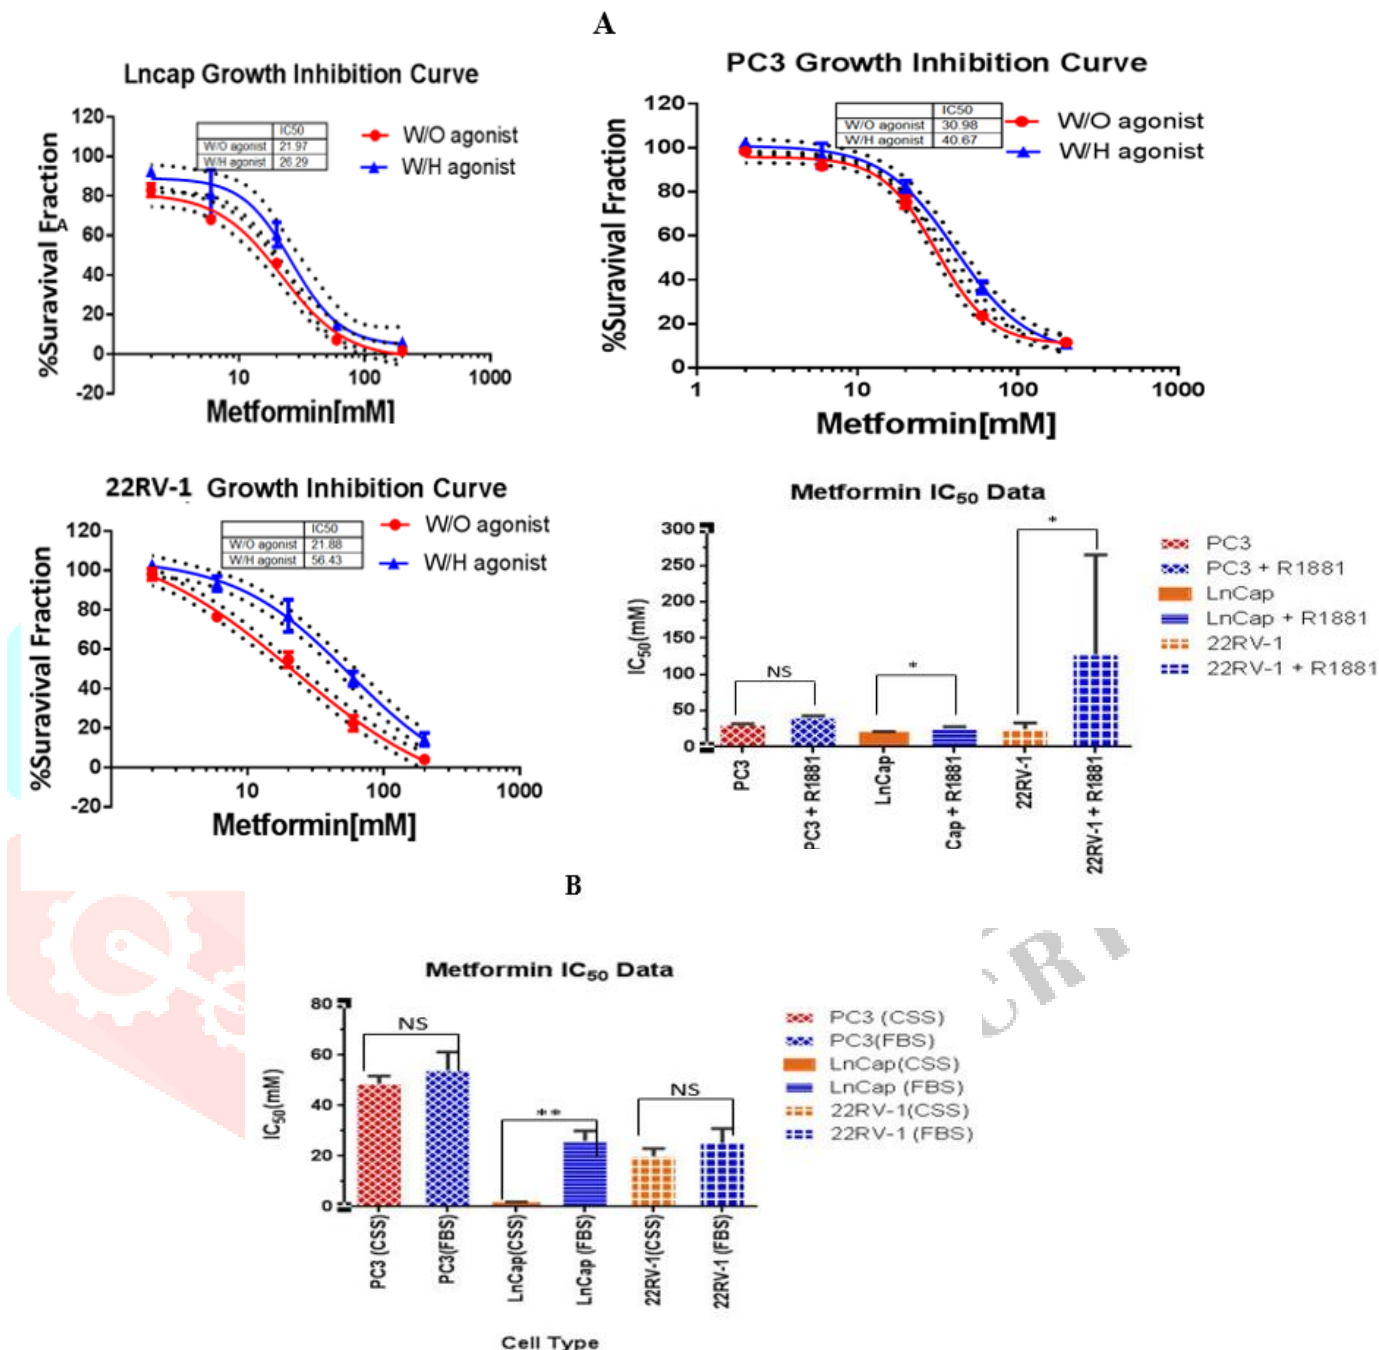 A
Lncap Growth Inhibition Curve
120
100
80
60
40
20
0
-20
%Suravival Fraction
A
IC50
W/O agonist 21.97
W/H agonist 26.29
W/O agonist
W/H agonist
10
100
1000
Metformin[mM]
PC3 Growth Inhibition Curve
120
100
80
60
40
20
0
%Suravival Fraction
IC50
W/O agonist 30.98
W/H agonist 40.67
W/O agonist
W/H agonist
1
10
100
1000
Metformin[mM]
22RV-1 Growth Inhibition Curve
120
100
80
60
40
20
0
-20
%Suravival Fraction
IC50
W/O agonist 21.88
W/H agonist 56.43
W/O agonist
W/H agonist
10
100
1000
Metformin[mM]
Metformin IC50 Data
300
250
200
150
100
50
0
IC50(mM)
NS
*
*
PC3
PC3 + R1881
LnCap
Cap + R1881
22RV-1
22RV-1 + R1881
PC3
PC3 + R1881
LnCap
LnCap + R1881
22RV-1
22RV-1 + R1881
B
Metformin IC50 Data
80
60
40
20
0
IC50(mM)
NS
**
NS
PC3 (CSS)
PC3(FBS)
LnCap(CSS)
LnCap (FBS)
22RV-1(CSS)
22RV-1 (FBS)
Cell Type
PC3 (CSS)
PC3(FBS)
LnCap(CSS)
LnCap (FBS)
22RV-1(CSS)
22RV-1 (FBS)